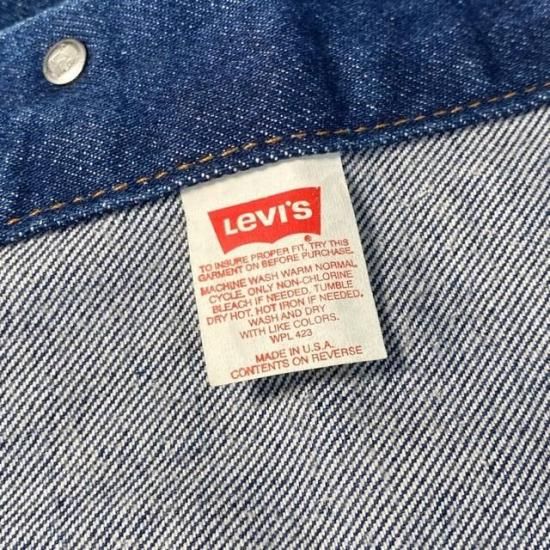 LEVI'S
®
TO INSURE PROPER FIT, TRY THIS
GARMENT ON BEFORE PURCHASE.
MACHINE WASH WARM NORMAL
CYCLE. ONLY NON-CHLORINE
BLEACH IF NEEDED. TUMBLE
DRY HOT. HOT IRON IF NEEDED.
WASH AND DRY
WITH LIKE COLORS.
WPL 423
MADE IN U.S.A.
CONTENTS ON REVERSE